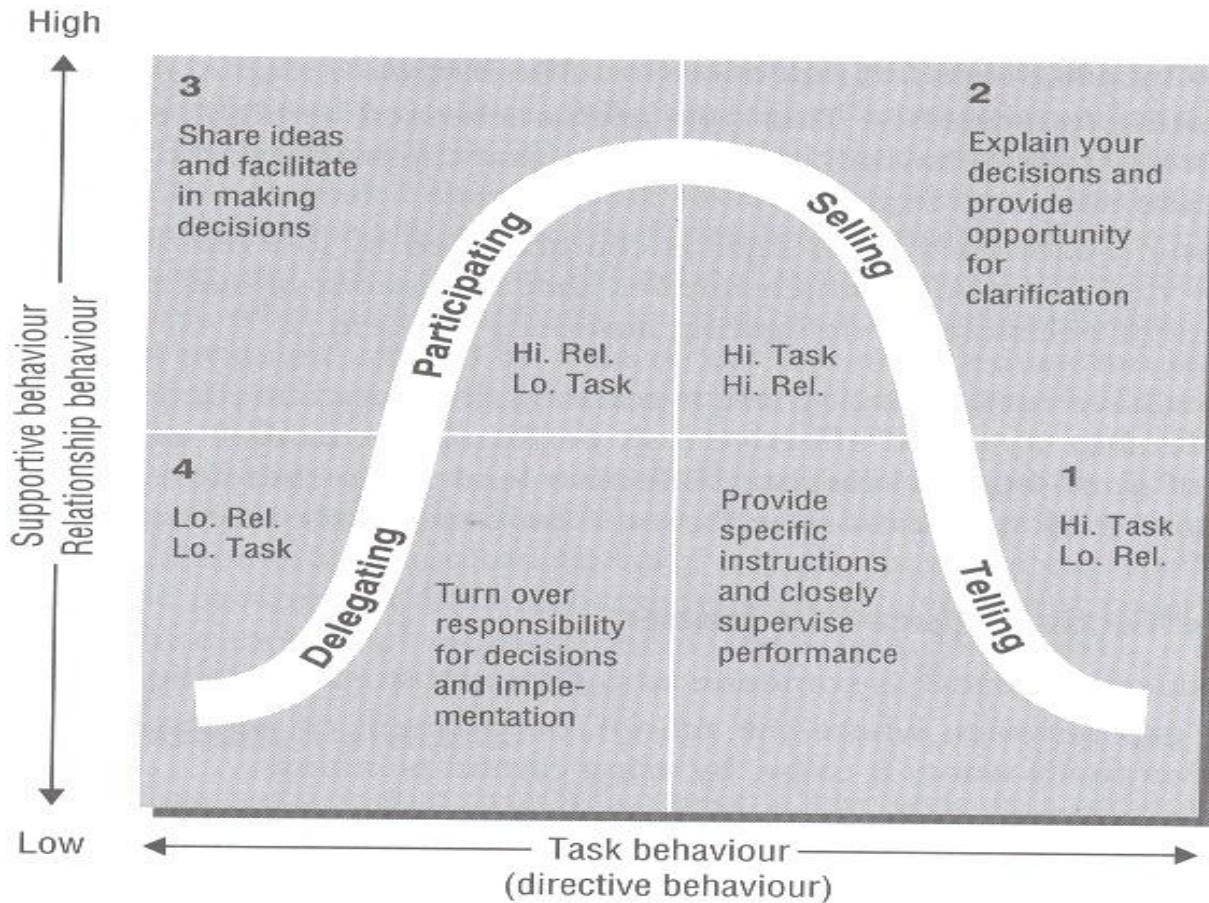 High
3
Share ideas
and facilitate
in making
decisions
2
Explain your
decisions and
provide
opportunity
for
clarification
Participating
Selling
Hi. Rel.
Lo. Task
Hi. Task
Hi. Rel.
Supportive behaviour
Relationship behaviour
4
Lo. Rel.
Lo. Task
Delegating
Turn over
responsibility
for decisions
and imple-
mentation
Provide
specific
instructions
and closely
supervise
performance
1
Hi. Task
Lo. Rel.
Telling
Low
Task behaviour
(directive behaviour)